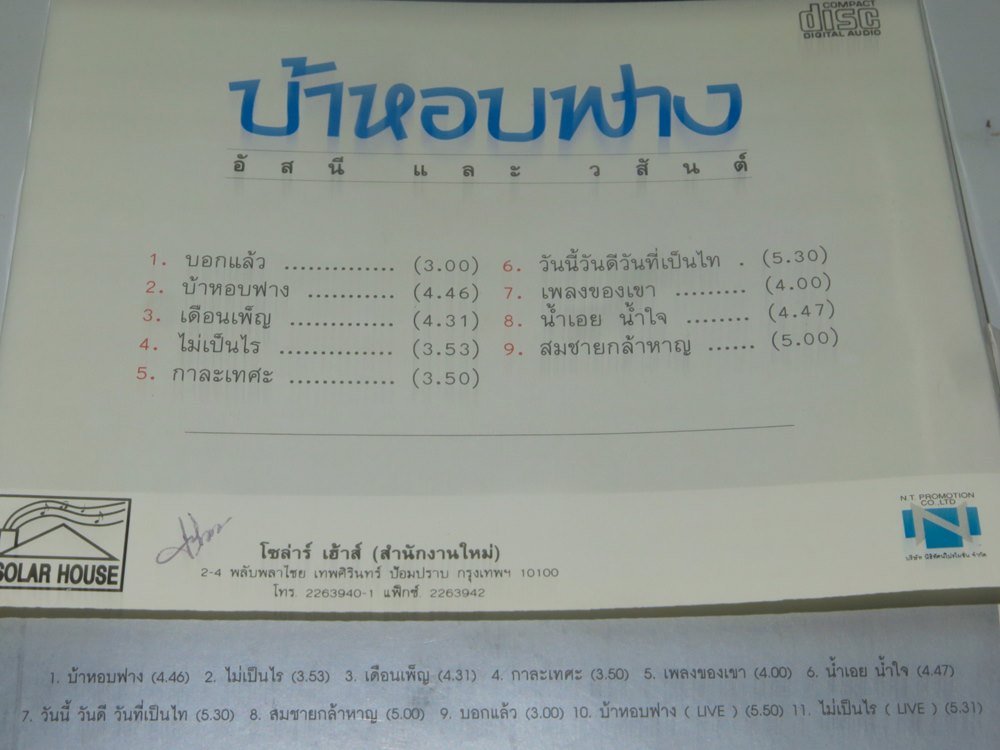 COMPACT
disc
DIGITAL AUDIO
บ้าหอบฟาง
อัสนี และ วสันต์
1. บอกแล้ว .............. (3.00)
2. บ้าหอบฟาง ............ (4.46)
3. เดือนเพ็ญ ............. (4.31)
4. ไม่เป็นไร .............. (3.53)
5. กาละเทศะ ............. (3.50)
6. วันนี้วันดีวันที่เป็นไท . (5.30)
7. เพลงของเขา ......... (4.00)
8. น้ำเอย น้ำใจ ........ (4.47)
9. สมชายกล้าหาญ ...... (5.00)
SOLAR HOUSE
โซล่าร์ เฮ้าส์ (สำนักงานใหม่)
2-4 พลับพลาไชย เทพศิรินทร์ ป้อมปราบ กรุงเทพฯ 10100
โทร. 2263940-1 แฟ็กซ์. 2263942
N.T. PROMOTION
CO.,LTD
N
1. บ้าหอบฟาง (4.46) 2. ไม่เป็นไร (3.53) 3. เดือนเพ็ญ (4.31) 4. กาละเทศะ (3.50) 5. เพลงของเขา (4.00) 6. น้ำเอย น้ำใจ (4.47)
7. วันนี้ วันดี วันที่เป็นไท (5.30) 8. สมชายกล้าหาญ (5.00) 9. บอกแล้ว (3.00) 10. บ้าหอบฟาง ( LIVE ) (5.50) 11. ไม่เป็นไร ( LIVE ) (5.31)